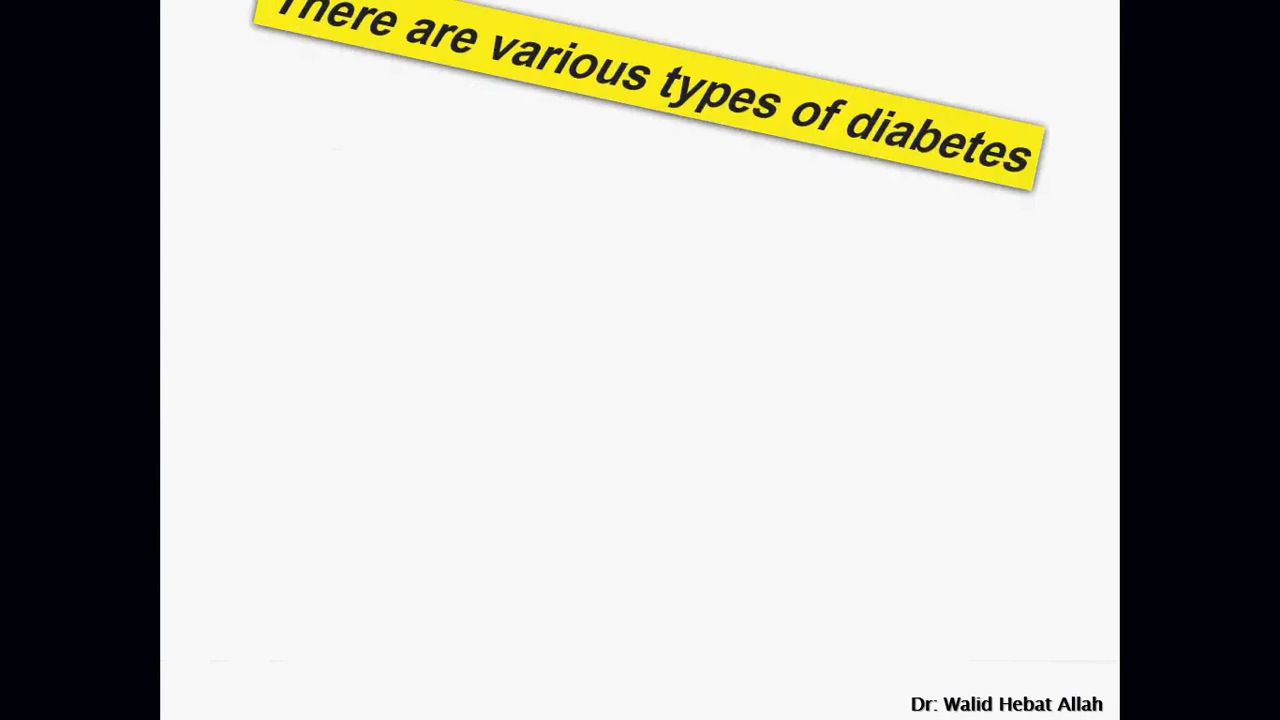 There are various types of diabetes
Dr: Walid Hebat Allah